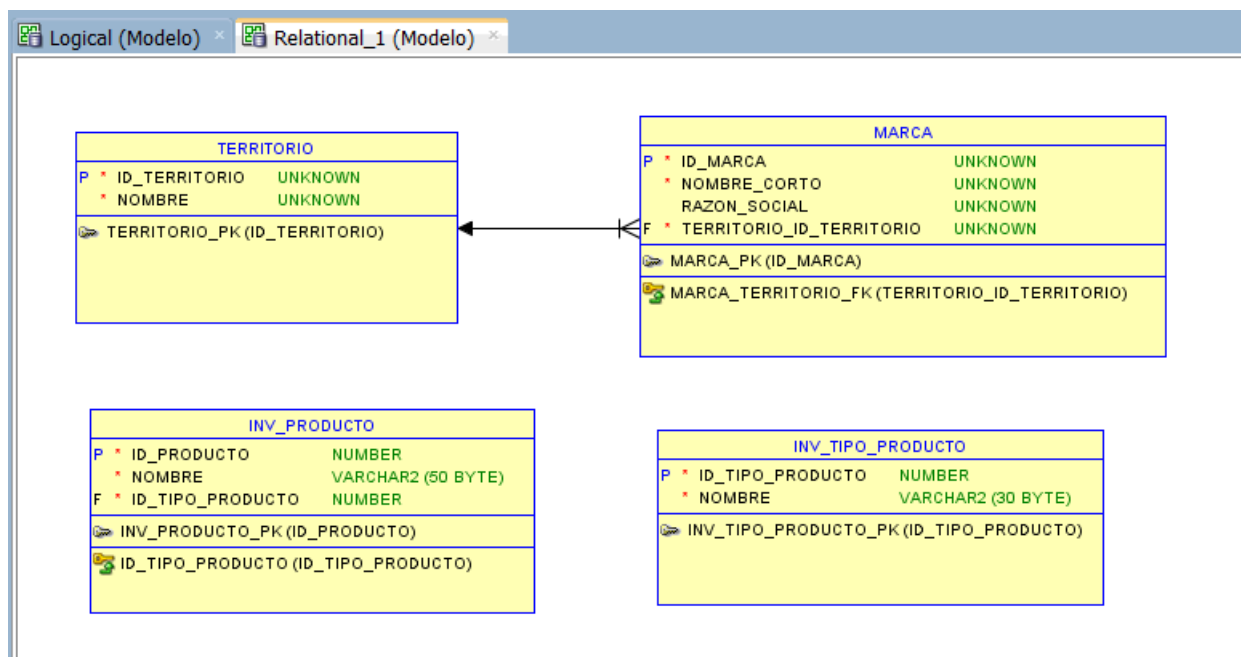 Logical (Modelo) × Relational_1 (Modelo) ×
TERRITORIO
P * ID_TERRITORIO UNKNOWN
* NOMBRE UNKNOWN
TERRITORIO_PK (ID_TERRITORIO)
MARCA
P * ID_MARCA UNKNOWN
* NOMBRE_CORTO UNKNOWN
RAZON_SOCIAL UNKNOWN
F * TERRITORIO_ID_TERRITORIO UNKNOWN
MARCA_PK (ID_MARCA)
MARCA_TERRITORIO_FK (TERRITORIO_ID_TERRITORIO)
INV_PRODUCTO
P * ID_PRODUCTO NUMBER
* NOMBRE VARCHAR2 (50 BYTE)
F * ID_TIPO_PRODUCTO NUMBER
INV_PRODUCTO_PK (ID_PRODUCTO)
ID_TIPO_PRODUCTO (ID_TIPO_PRODUCTO)
INV_TIPO_PRODUCTO
P * ID_TIPO_PRODUCTO NUMBER
* NOMBRE VARCHAR2 (30 BYTE)
INV_TIPO_PRODUCTO_PK (ID_TIPO_PRODUCTO)